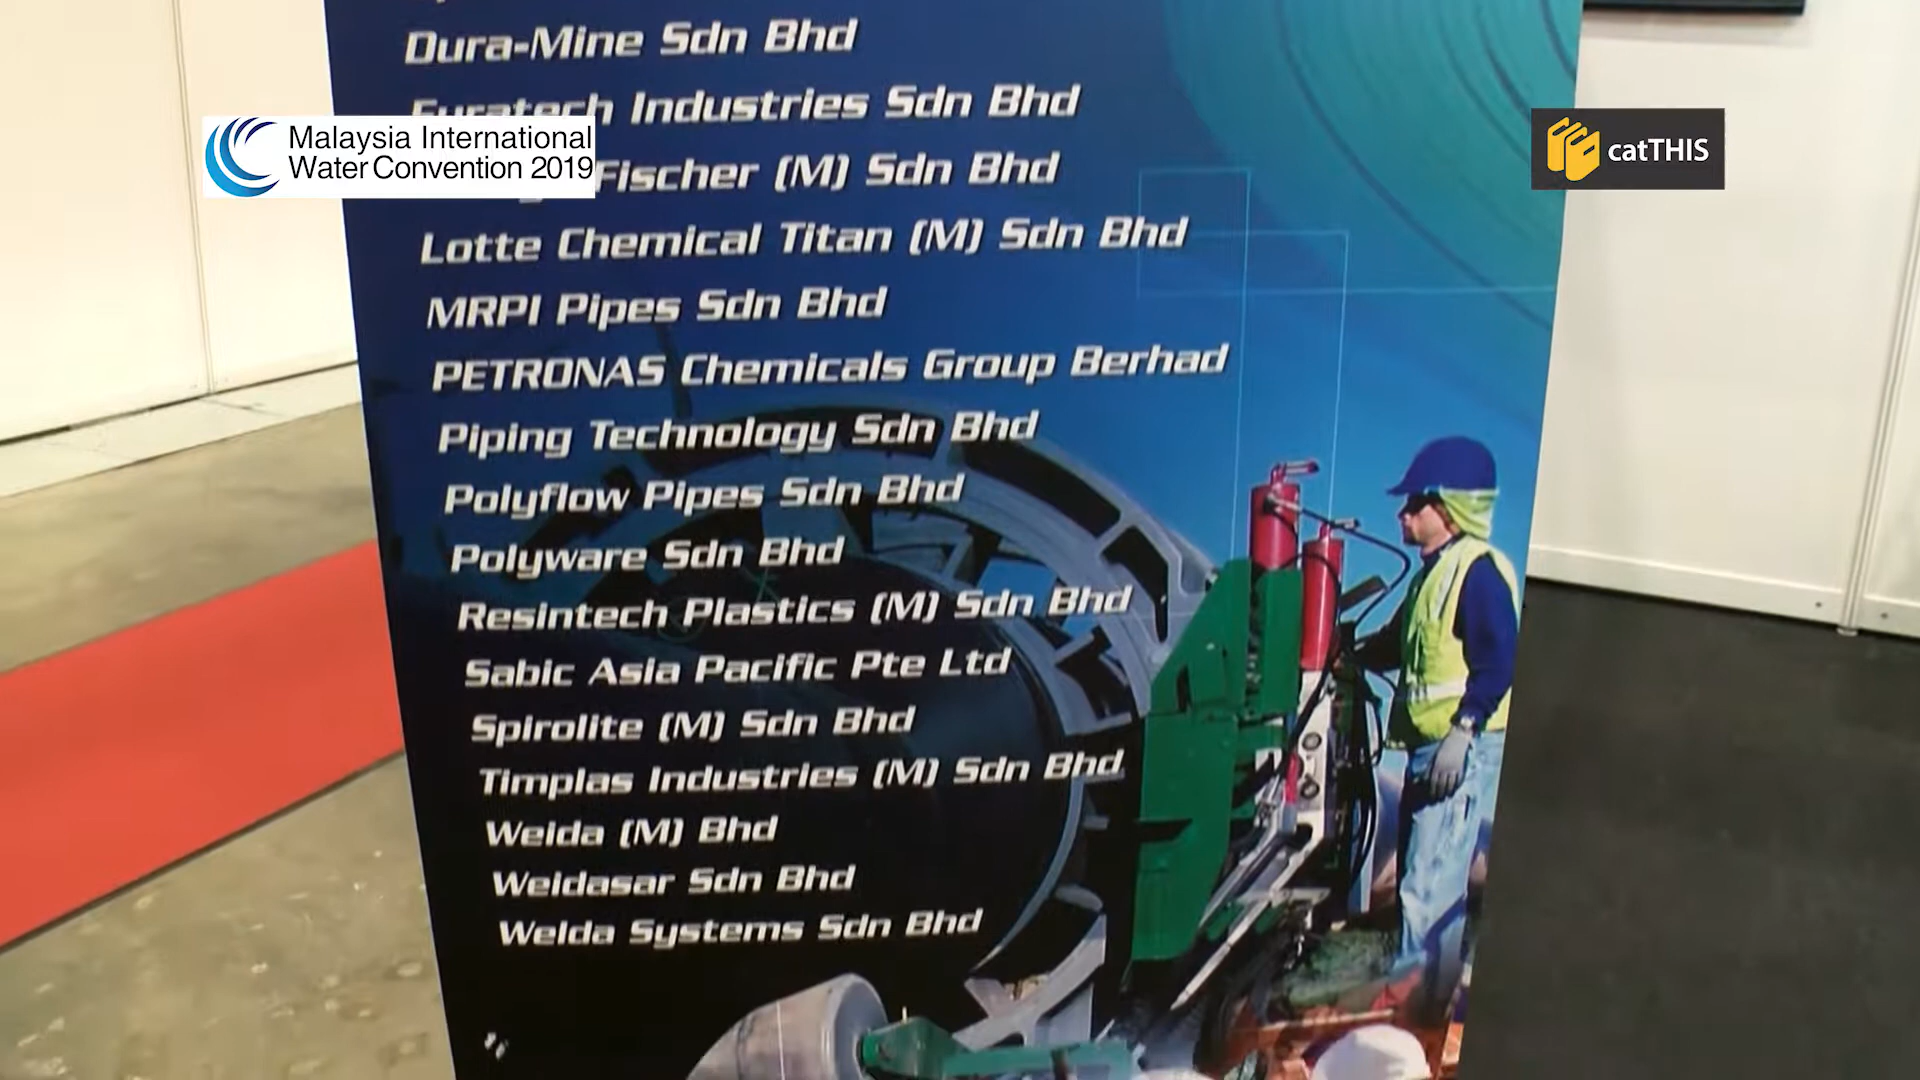 Dura-Mine Sdn Bhd
Euratech Industries Sdn Bhd
Malaysia International
Water Convention 2019
Fischer (M) Sdn Bhd
catTHIS
Lotte Chemical Titan (M) Sdn Bhd
MRPI Pipes Sdn Bhd
PETRONAS Chemicals Group Berhad
Piping Technology Sdn Bhd
Polyflow Pipes Sdn Bhd
Polyware Sdn Bhd
Resintech Plastics (M) Sdn Bhd
Sabic Asia Pacific Pte Ltd
Spirolite (M) Sdn Bhd
Timplas Industries (M) Sdn Bhd
Weida (M) Bhd
Weidasar Sdn Bhd
Welda Systems Sdn Bhd